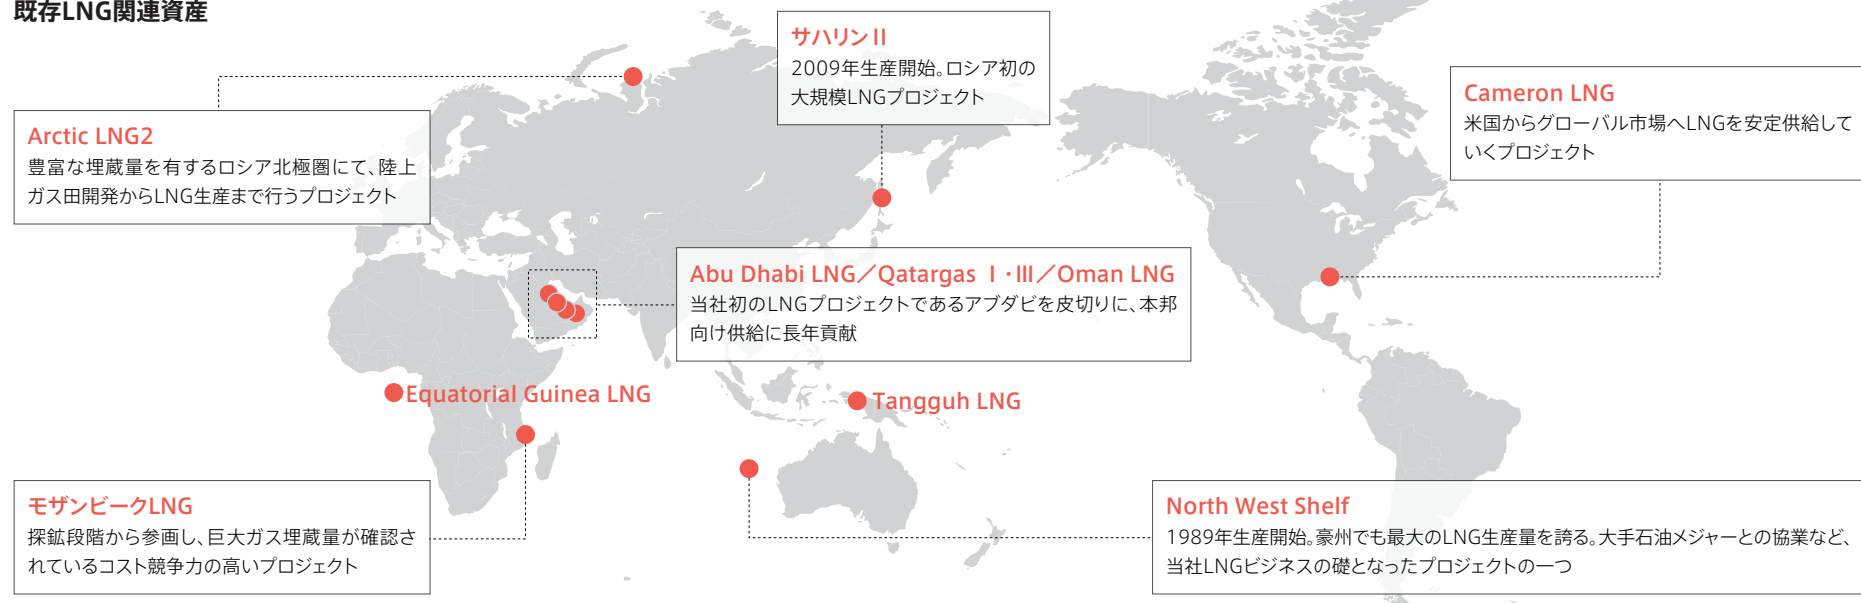 既存LNG関連資産
サハリンⅡ
2009年生産開始。ロシア初の
大規模LNGプロジェクト
Cameron LNG
米国からグローバル市場へLNGを安定供給して
いくプロジェクト
Arctic LNG2
豊富な埋蔵量を有するロシア北極圏にて、陸上
ガス田開発からLNG生産まで行うプロジェクト
Abu Dhabi LNG／Qatargas Ⅰ・Ⅲ／Oman LNG
当社初のLNGプロジェクトであるアブダビを皮切りに、本邦
向け供給に長年貢献
Equatorial Guinea LNG
Tangguh LNG
モザンビークLNG
探鉱段階から参画し、巨大ガス埋蔵量が確認さ
れているコスト競争力の高いプロジェクト
North West Shelf
1989年生産開始。豪州でも最大のLNG生産量を誇る。大手石油メジャーとの協業など、
当社LNGビジネスの礎となったプロジェクトの一つ